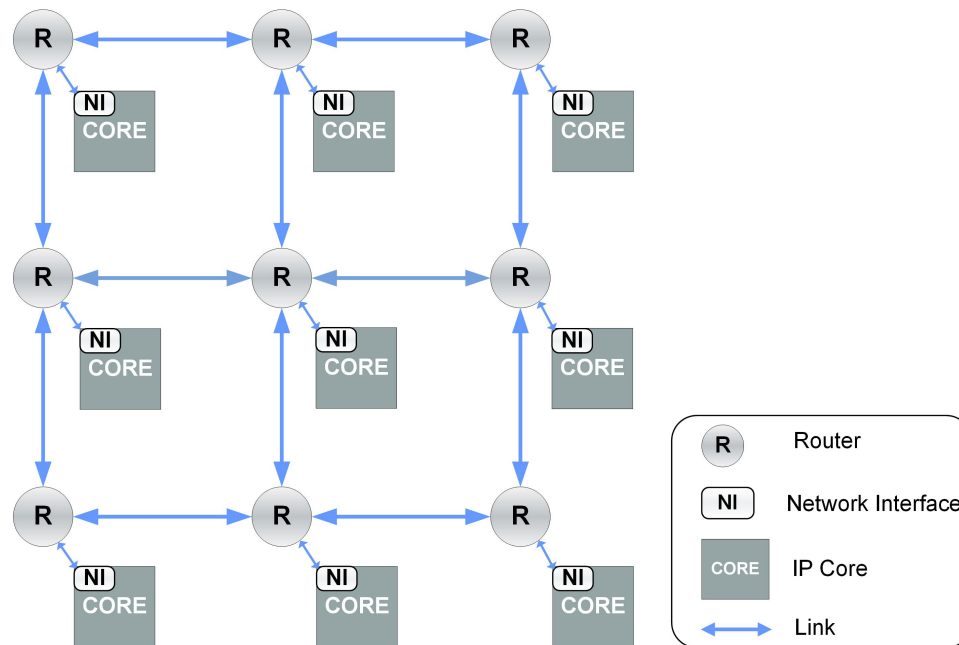 R R R
NI NI NI
CORE CORE CORE
R R R
NI NI NI
CORE CORE CORE
R Router
R R R
NI Network Interface
NI NI NI
CORE IP Core
CORE CORE CORE
Link